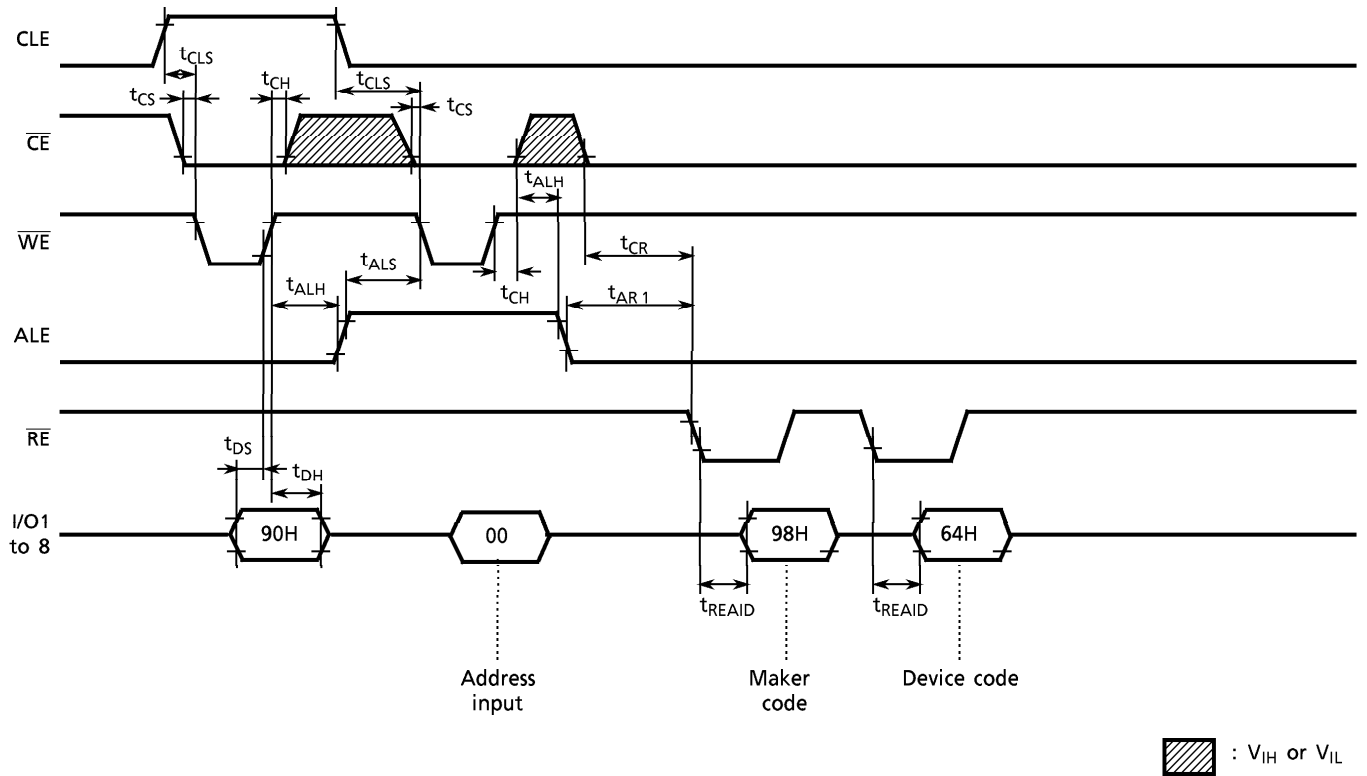 CLE
tCLS
tCH
tCLS
tCS
tCS
CE
tALH
WE
tCR
tALS
tALH
tCH
tAR 1
ALE
RE
tDS
tDH
I/O1
to 8
90H
00
98H
64H
tREAID
tREAID
Address
input
Maker
code
Device code
: VIH or VIL